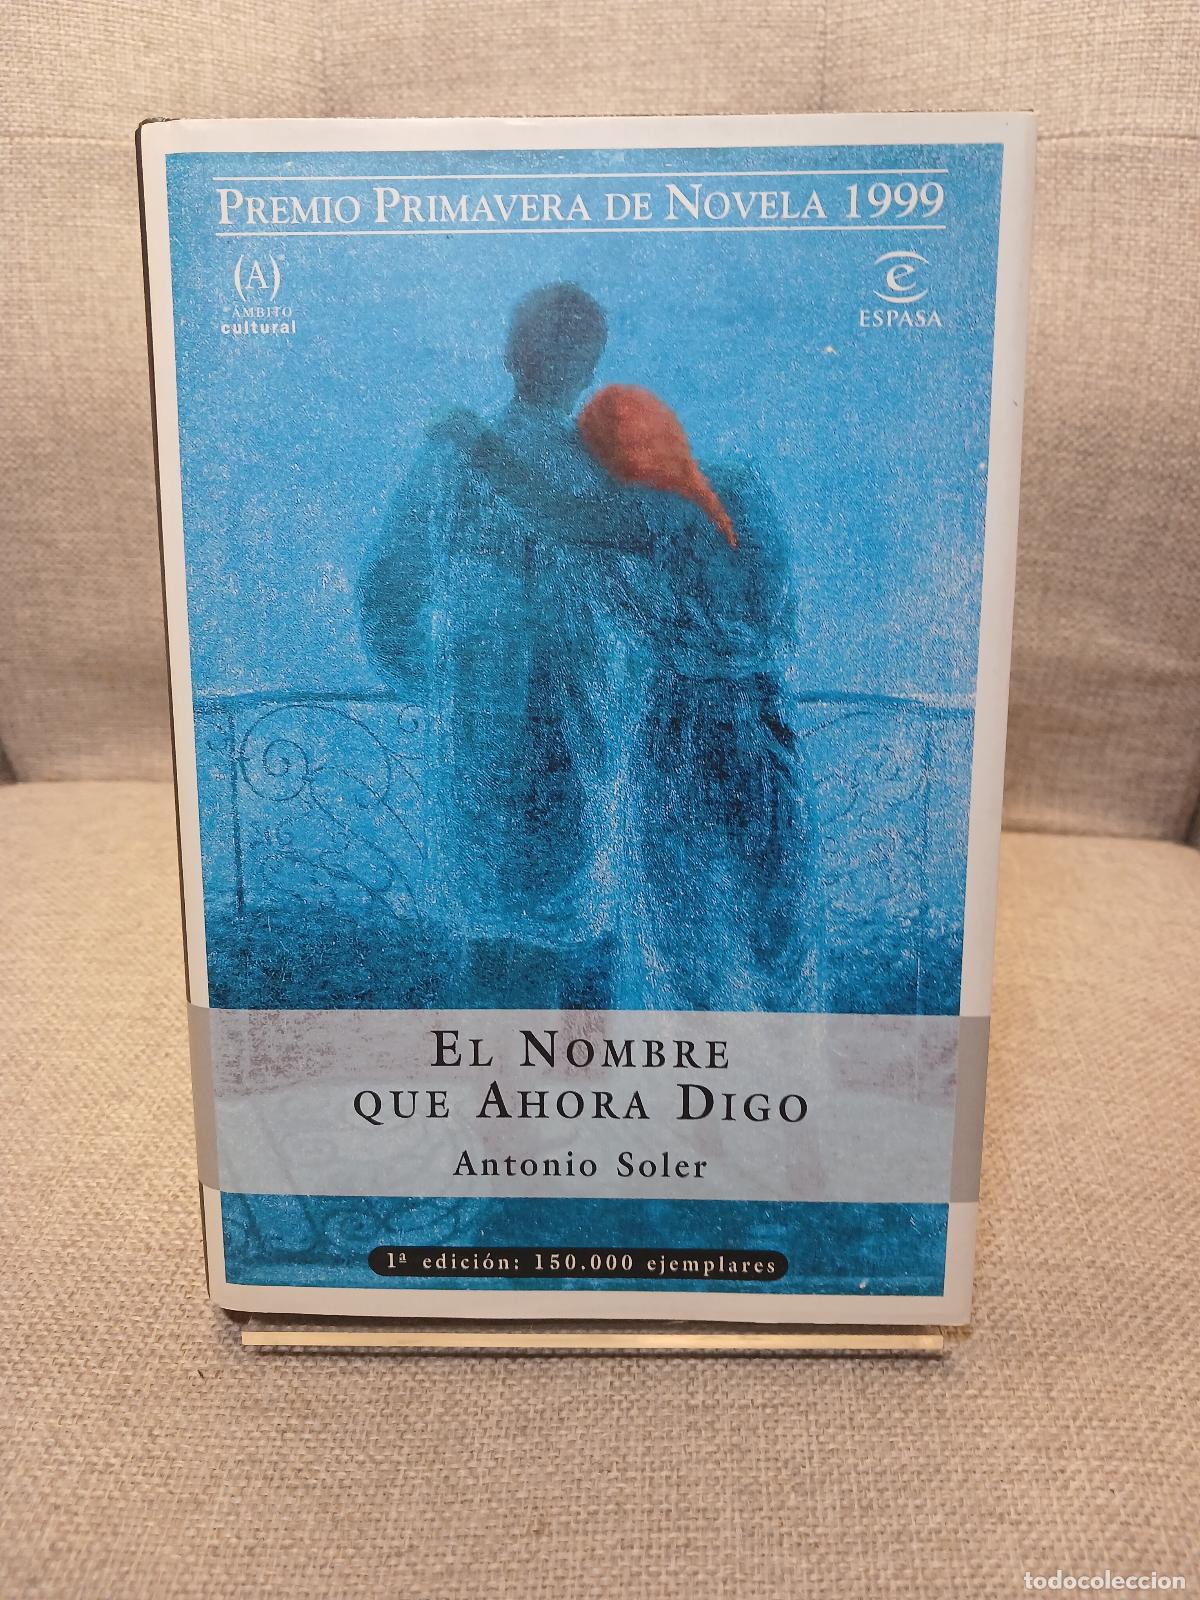 PREMIO PRIMAVERA DE NOVELA 1999
(A)
ÁMBITO
cultural
e
ESPASA
EL NOMBRE
QUE AHORA DIGO
Antonio Soler
1ª edición: 150.000 ejemplares
todocoleccion